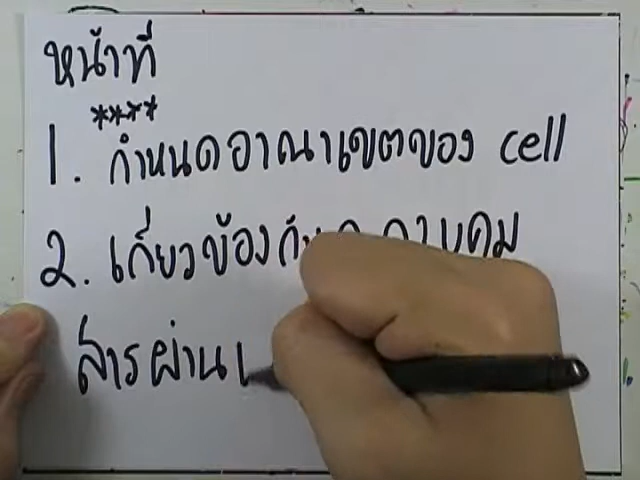 หน้าที่
****
1. กำหนดอาณาเขตของ cell
2. เกี่ยวข้อง
สารผ่าน